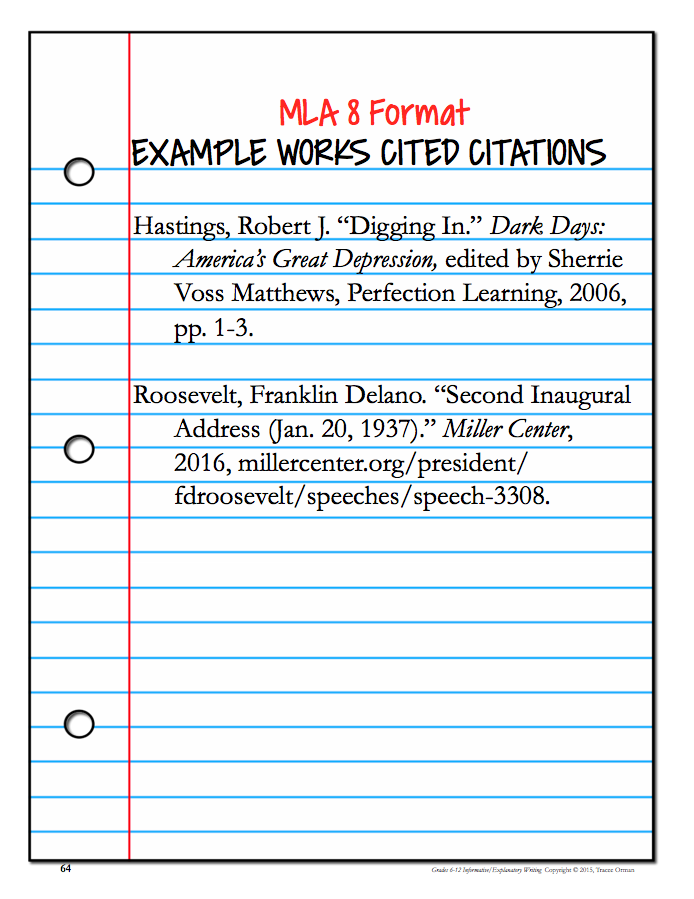 MLA 8 Format
EXAMPLE WORKS CITED CITATIONS
Hastings, Robert J. “Digging In.” Dark Days:
America’s Great Depression, edited by Sherrie
Voss Matthews, Perfection Learning, 2006,
pp. 1-3.
Roosevelt, Franklin Delano. “Second Inaugural
Address (Jan. 20, 1937).” Miller Center,
2016, millercenter.org/president/
fdroosevelt/speeches/speech-3308.
64
Grades 6-12 Informative/Explanatory Writing Copyright © 2015, Tracee Orman